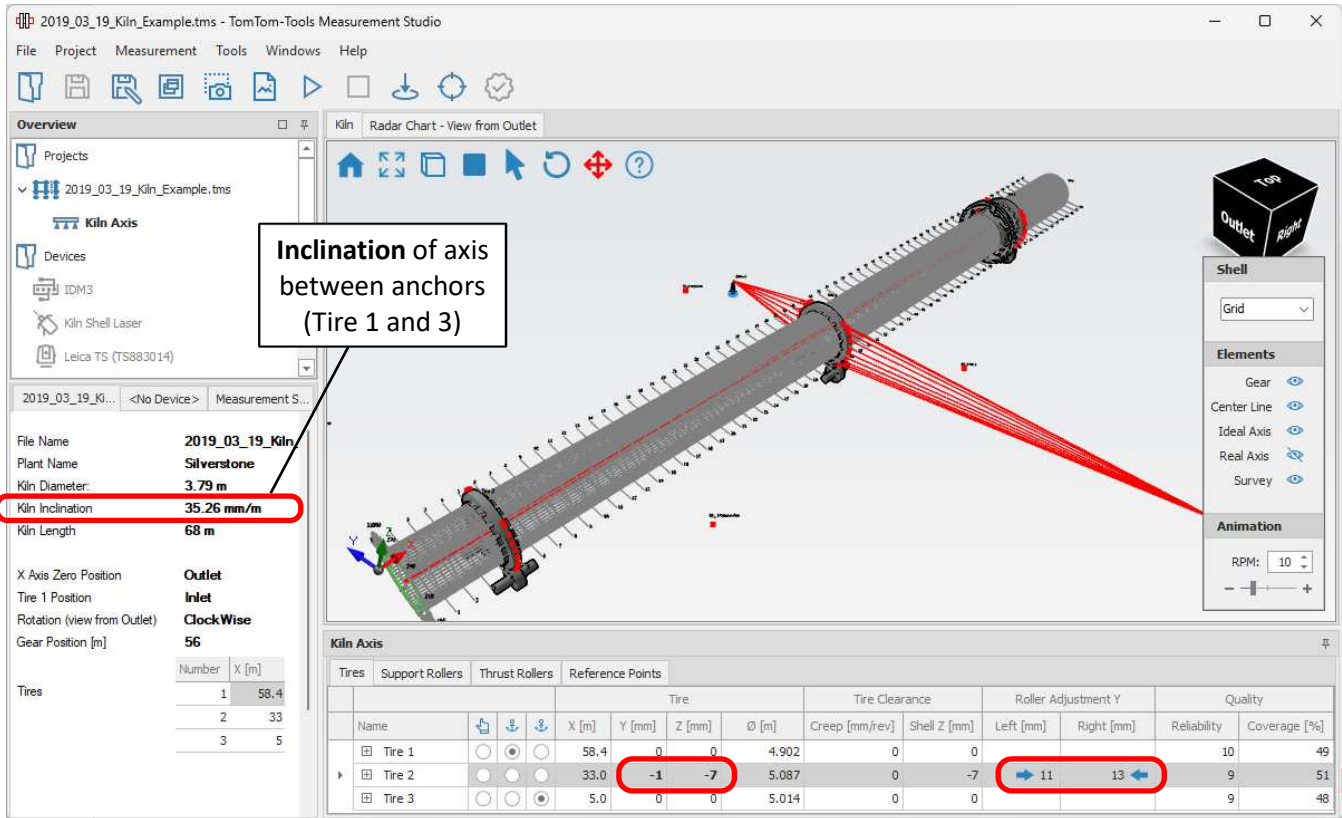 2019_03_19_Kiln_Example.tms - TomTom-Tools Measurement Studio
File Project Measurement Tools Windows Help
Overview
Projects
2019_03_19_Kiln_Example.tms
Kiln Axis
Devices
IDM3
Kiln Shell Laser
Leica TS (TS883014)
Inclination of axis
between anchors
(Tire 1 and 3)
Kiln Radar Chart - View from Outlet
Top
Outlet Right
Shell
Grid
Elements
Gear
Center Line
Ideal Axis
Real Axis
Survey
Animation
RPM: 10
- +
Y Z X
2019_03_19_Ki... <No Device> Measurement S...
File Name 2019_03_19_Kiln_
Plant Name Silverstone
Kiln Diameter: 3.79 m
Kiln Inclination 35.26 mm/m
Kiln Length 68 m
X Axis Zero Position Outlet
Tire 1 Position Inlet
Rotation (view from Outlet) ClockWise
Gear Position [m] 56
Number X [m]
Tires 1 58.4
2 33
3 5
Kiln Axis
Tires Support Rollers Thrust Rollers Reference Points
Tire Tire Clearance Roller Adjustment Y Quality
Name X [m] Y [mm] Z [mm] Ø [m] Creep [mm/rev] Shell Z [mm] Left [mm] Right [mm] Reliability Coverage [%]
Tire 1 58.4 0 0 4.902 0 0 10 49
Tire 2 33.0 -1 -7 5.087 0 -7 11 13 9 51
Tire 3 5.0 0 0 5.014 0 0 9 48